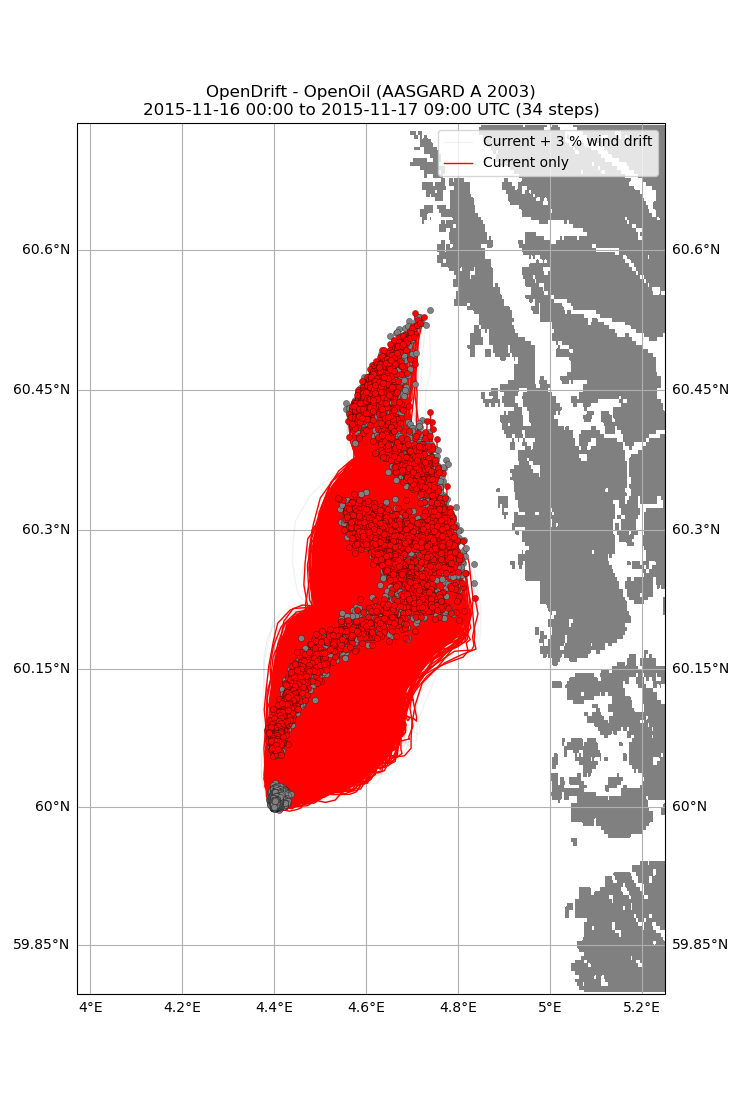 OpenDrift - OpenOil (AASGARD A 2003)
2015-11-16 00:00 to 2015-11-17 09:00 UTC (34 steps)
Current + 3 % wind drift
Current only
60.6°N
60.6°N
60.45°N
60.45°N
60.3°N
60.3°N
60.15°N
60.15°N
60°N
60°N
59.85°N
59.85°N
4°E
4.2°E
4.4°E
4.6°E
4.8°E
5°E
5.2°E